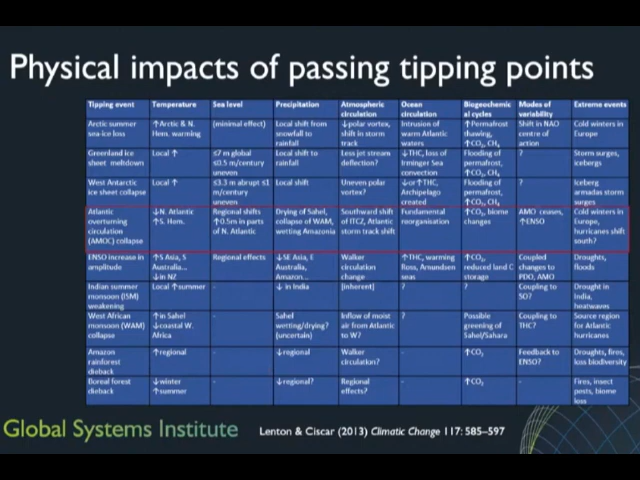 Physical impacts of passing tipping points
Tipping event Temperature Sea level Precipitation Atmospheric circulation Ocean circulation Biogeochemic al cycles Modes of variability Extreme events
Arctic summer sea-ice loss ↑Arctic & N. Hem. warming (minimal effect) Local shift from snowfall to rainfall ↓polar vortex, shift in storm track Intrusion of warm Atlantic waters ↑Permafrost thawing, ↑CO₂, CH₄ Shift in NAO centre of action Cold winters in Europe
Greenland ice sheet meltdown Local ↑ ≤7 m global ≤0.5m/century uneven Local shift to rainfall Less jet stream deflection? ↓THC, loss of Irminger Sea convection Flooding of permafrost, ↑CO₂, CH₄ ? Storm surges, icebergs
West Antarctic ice sheet collapse Local ↑ ≤3.3 m abrupt ≤1 m/century uneven Local shift Uneven polar vortex? ↓or↑THC, Archipelago created Flooding of permafrost, ↑CO₂, CH₄ ? Iceberg armadas storm surges
Atlantic overturning circulation (AMOC) collapse ↓N. Atlantic ↑S. Hem. Regional shifts ↑0.5m in parts of N. Atlantic Drying of Sahel, collapse of WAM, wetting Amazonia Southward shift of ITCZ, Atlantic storm track shift Fundamental reorganisation ↑CO₂, biome changes AMO ceases, ↑ENSO Cold winters in Europe, hurricanes shift south?
ENSO increase in amplitude ↑S Asia, S Australia... ↓in NZ Regional effects ↓SE Asia, E Australia, Amazon... Walker circulation change ↑THC, warming Ross, Amundsen seas ↑CO₂, reduced land C storage Coupled changes to PDO, AMO Droughts, floods
Indian summer monsoon (ISM) weakening Local ↑summer - ↓ in India [inherent] ? ? Coupling to SO? Drought in India, heatwaves
West African monsoon (WAM) collapse ↑in Sahel ↓coastal W. Africa - Sahel wetting/drying? (uncertain) Inflow of moist air from Atlantic to W? ? Possible greening of Sahel/Sahara Coupling to THC? Source region for Atlantic hurricanes
Amazon rainforest dieback ↑regional - ↓regional Walker circulation? - ↑CO₂ Feedback to ENSO? Droughts, fires, loss biodiversity
Boreal forest dieback ↓winter ↑summer - ↓regional? Regional effects? - ↑CO₂ - Fires, insect pests, biome loss
Global Systems Institute Lenton & Ciscar (2013) Climatic Change 117: 585–597